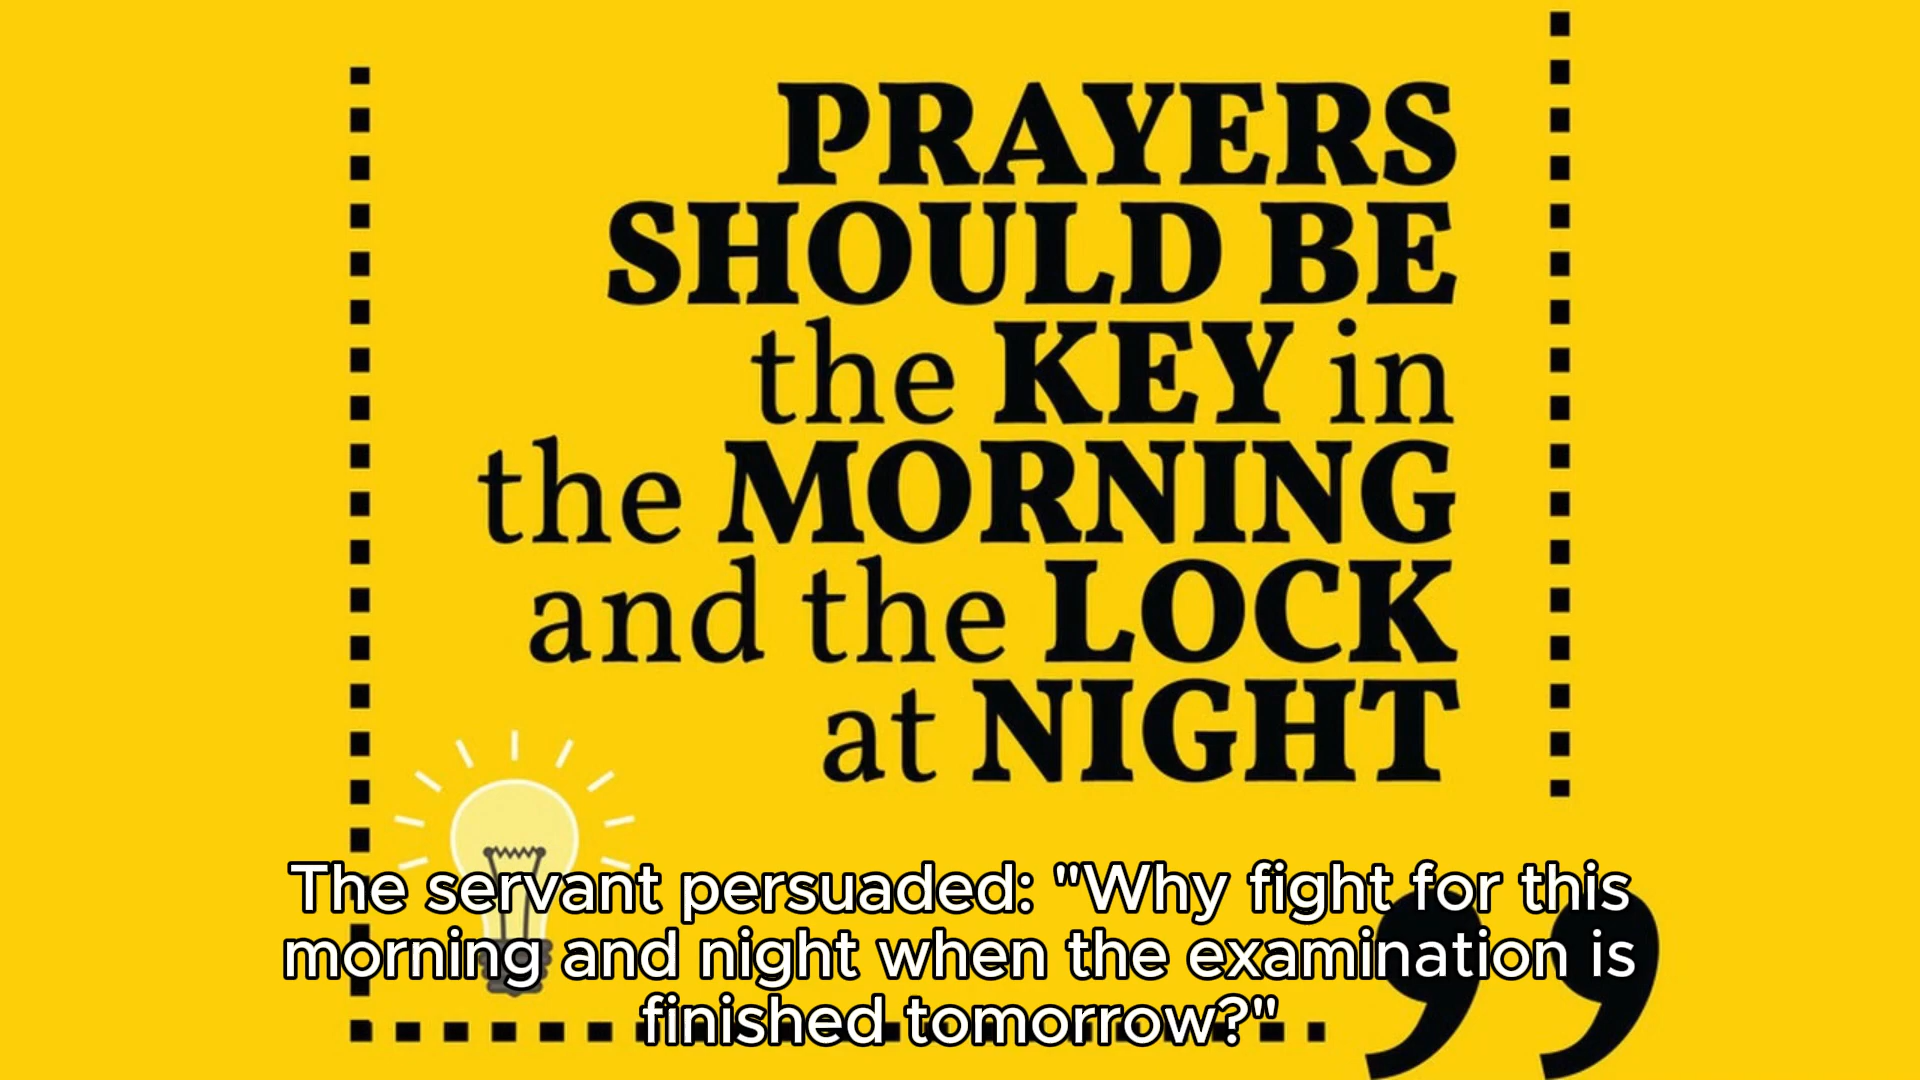 PRAYERS
SHOULD BE
the KEY in
the MORNING
and the LOCK
at NIGHT
The servant persuaded: "Why fight for this
morning and night when the examination is
finished tomorrow?"